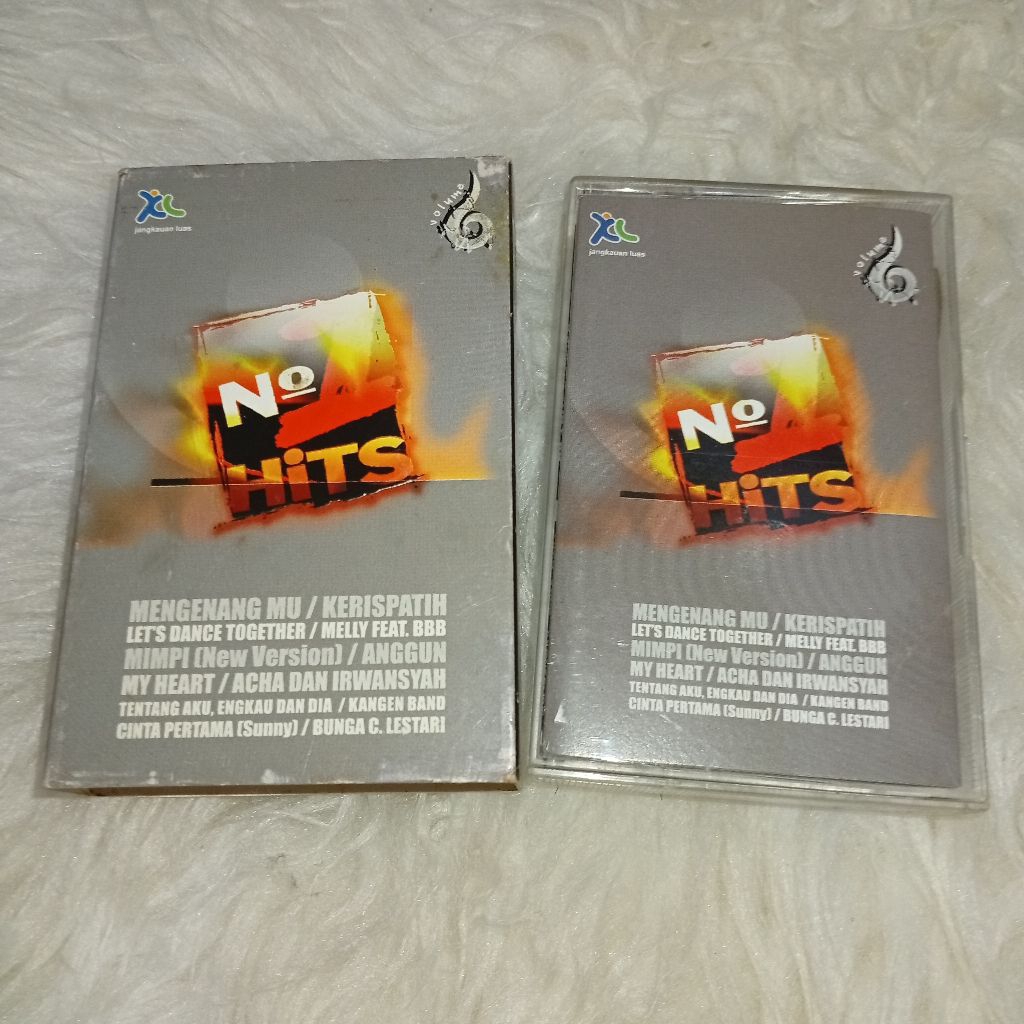 XL
jangkauan luas
volume 6
No 1
HiTS
MENGENANG MU / KERISPATIH
LET'S DANCE TOGETHER / MELLY FEAT. BBB
MIMPI (New Version) / ANGGUN
MY HEART / ACHA DAN IRWANSYAH
TENTANG AKU, ENGKAU DAN DIA / KANGEN BAND
CINTA PERTAMA (Sunny) / BUNGA C. LESTARI
XL
jangkauan luas
volume 6
No 1
HiTS
MENGENANG MU / KERISPATIH
LET'S DANCE TOGETHER / MELLY FEAT. BBB
MIMPI (New Version) / ANGGUN
MY HEART / ACHA DAN IRWANSYAH
TENTANG AKU, ENGKAU DAN DIA / KANGEN BAND
CINTA PERTAMA (Sunny) / BUNGA C. LESTARI